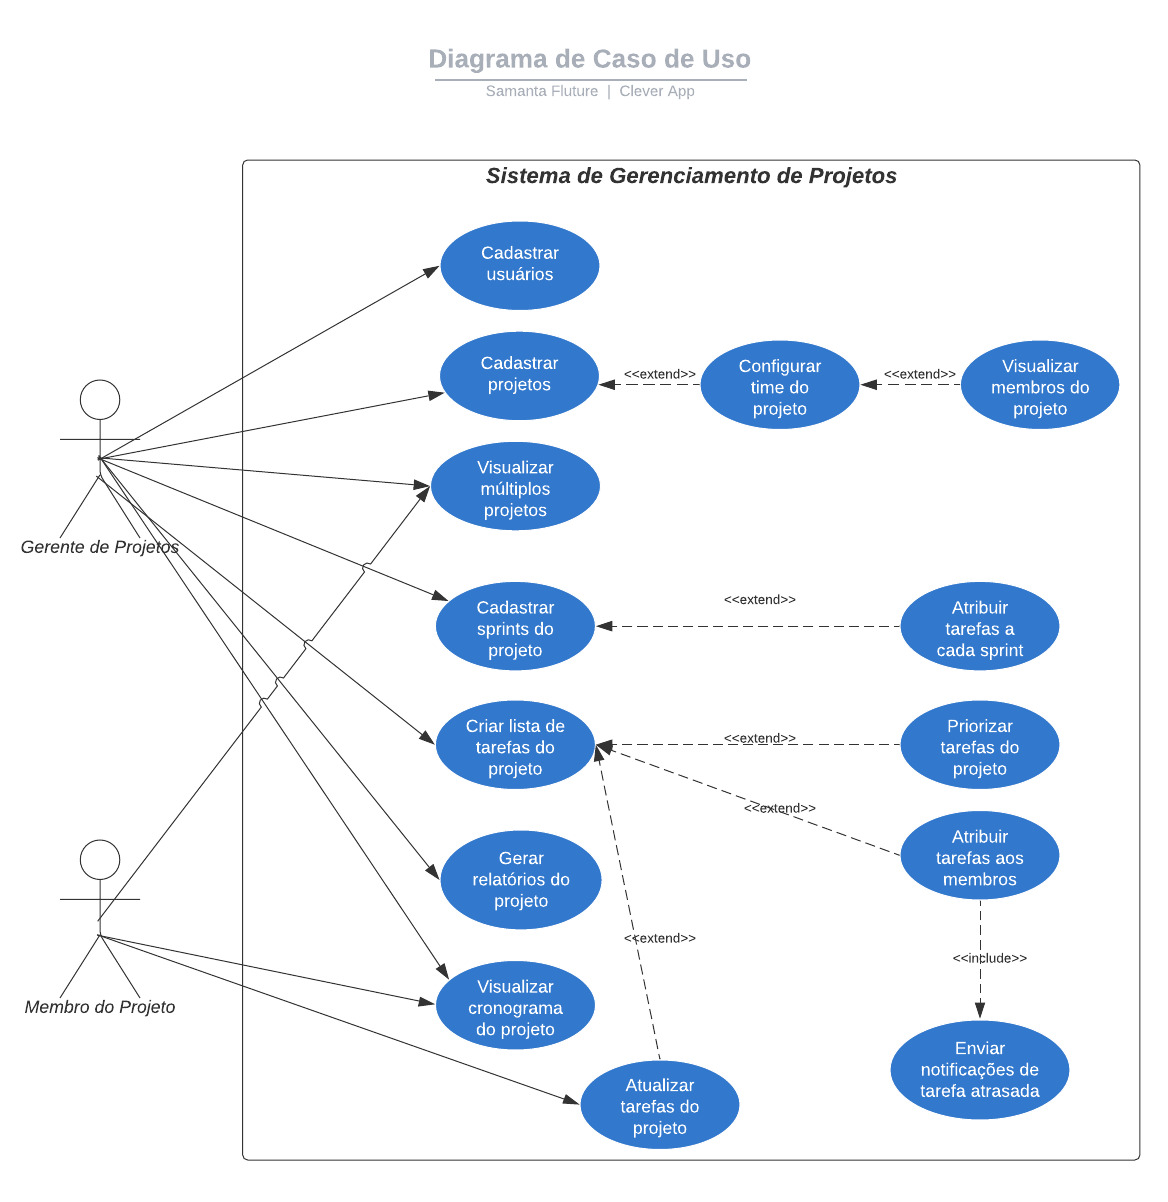 Diagrama de Caso de Uso
Samanta Fluture | Clever App
Sistema de Gerenciamento de Projetos
Cadastrar
usuários
Cadastrar
projetos
<<extend>>
Configurar
time do
projeto
<<extend>>
Visualizar
membros do
projeto
Visualizar
múltiplos
projetos
Gerente de Projetos
Cadastrar
sprints do
projeto
<<extend>>
Atribuir
tarefas a
cada sprint
Criar lista de
tarefas do
projeto
<<extend>>
Priorizar
tarefas do
projeto
<<extend>>
Atribuir
tarefas aos
membros
Gerar
relatórios do
projeto
<<extend>>
<<include>>
Membro do Projeto
Visualizar
cronograma
do projeto
Enviar
notificações de
tarefa atrasada
Atualizar
tarefas do
projeto